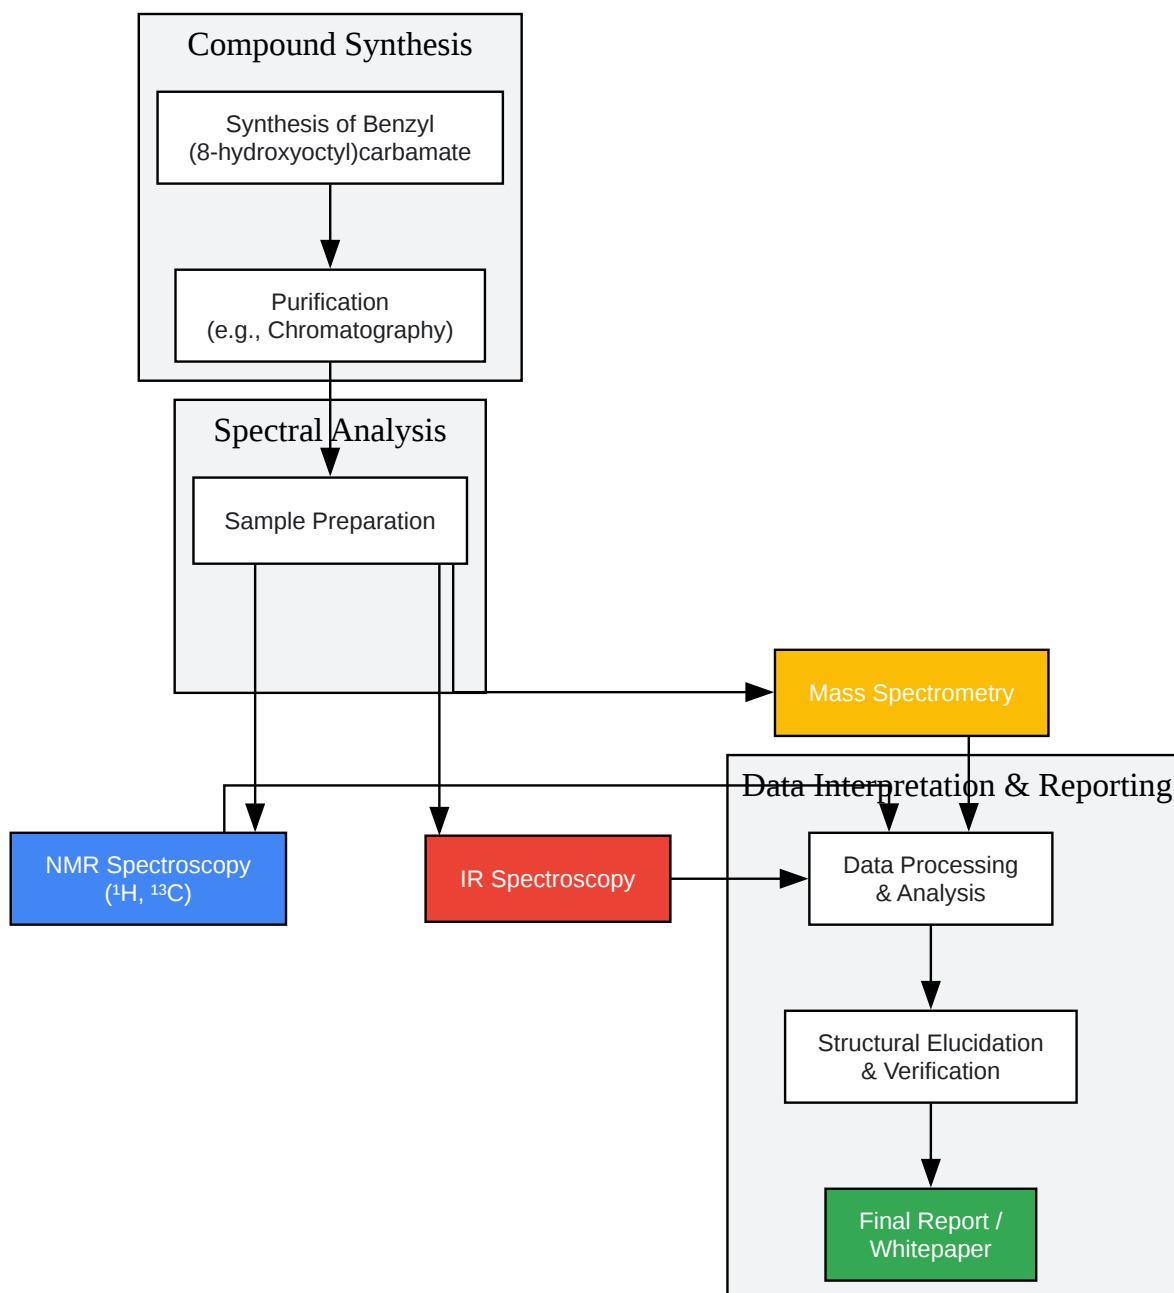 Compound Synthesis
Synthesis of Benzyl
(8-hydroxyoctyl)carbamate
Purification
(e.g., Chromatography)
Spectral Analysis
Sample Preparation
Mass Spectrometry
Data Interpretation & Reporting
NMR Spectroscopy
(¹H, ¹³C)
IR Spectroscopy
Data Processing
& Analysis
Structural Elucidation
& Verification
Final Report /
Whitepaper